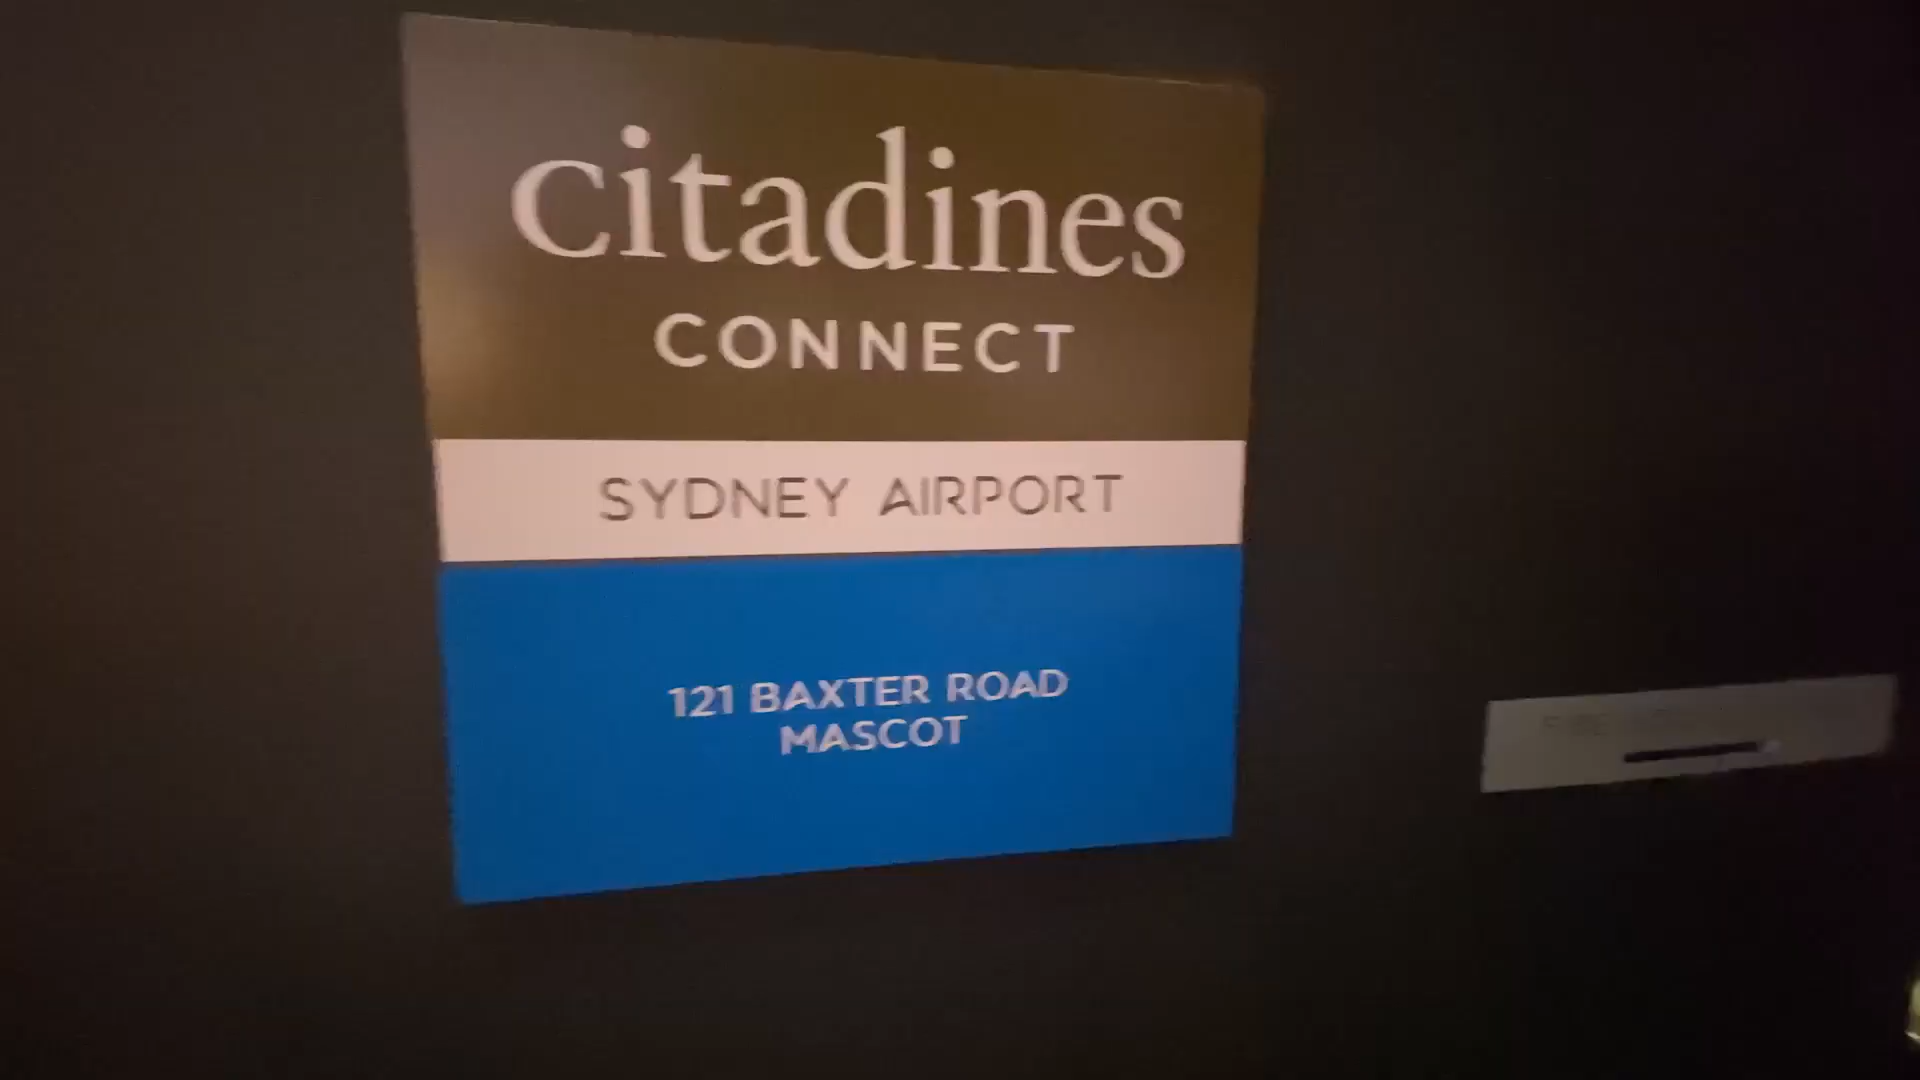 citadines
CONNECT
SYDNEY AIRPORT
121 BAXTER ROAD
MASCOT